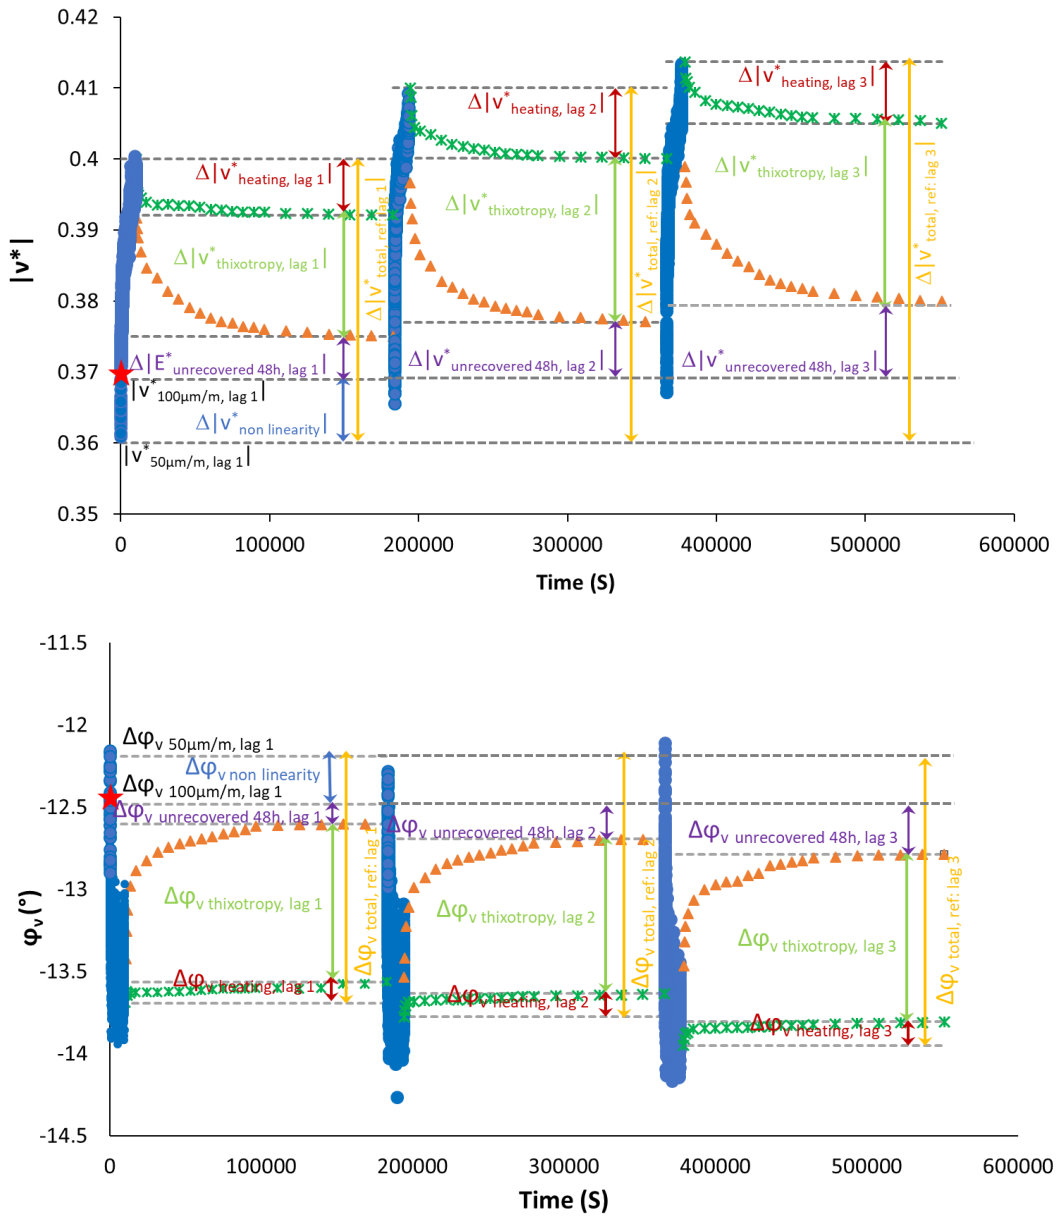 0.42
0.41
0.4
0.39
0.38
0.37
0.36
0.35
|v*|
0
100000
200000
300000
400000
500000
600000
Time (S)
Δ|v*heating, lag 1|
Δ|v*thixotropy, lag 1|
Δ|E*unrecovered 48h, lag 1|
|v*100μm/m, lag 1|
Δ|v*non linearity|
|v*50μm/m, lag 1|
Δ|v*total, ref: lag 1|
Δ|v*heating, lag 2|
Δ|v*thixotropy, lag 2|
Δ|v*unrecovered 48h, lag 2|
Δ|v*total, ref: lag 2|
Δ|v*heating, lag 3|
Δ|v*thixotropy, lag 3|
Δ|v*unrecovered 48h, lag 3|
Δ|v*total, ref: lag 3|
-11.5
-12
-12.5
-13
-13.5
-14
-14.5
φν (°)
0
100000
200000
300000
400000
500000
600000
Time (S)
Δφv 50μm/m, lag 1
Δφv non linearity
Δφv 100μm/m, lag 1
Δφv unrecovered 48h, lag 1
Δφv thixotropy, lag 1
Δφv heating, lag 1
Δφv total, ref: lag 1
Δφv unrecovered 48h, lag 2
Δφv thixotropy, lag 2
Δφv heating, lag 2
Δφv total, ref: lag 2
Δφv unrecovered 48h, lag 3
Δφv thixotropy, lag 3
Δφv heating, lag 3
Δφv total, ref: lag 3